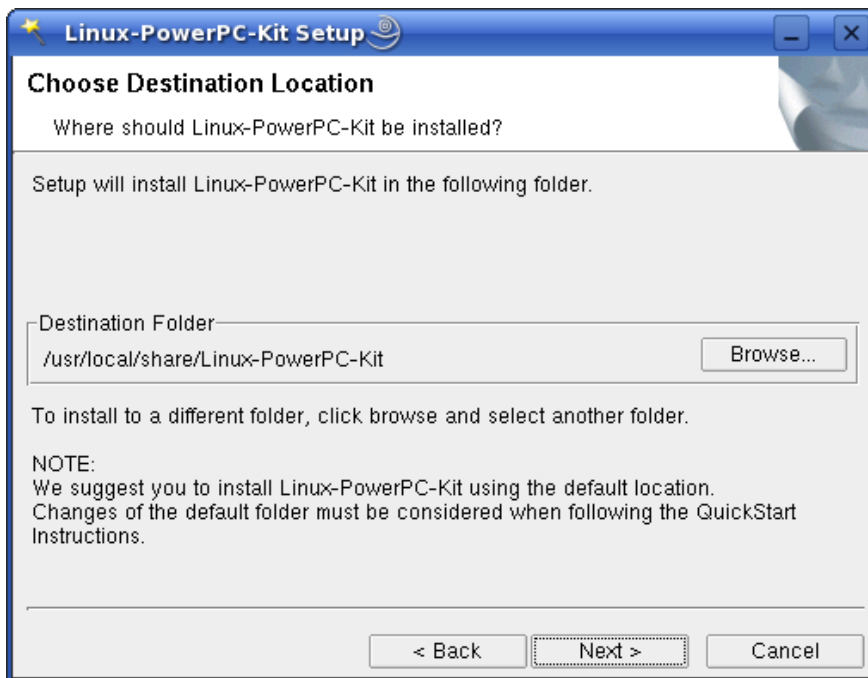 Linux-PowerPC-Kit Setup
Choose Destination Location
Where should Linux-PowerPC-Kit be installed?
Setup will install Linux-PowerPC-Kit in the following folder.
Destination Folder
/usr/local/share/Linux-PowerPC-Kit
Browse...
To install to a different folder, click browse and select another folder.
NOTE:
We suggest you to install Linux-PowerPC-Kit using the default location.
Changes of the default folder must be considered when following the QuickStart
Instructions.
< Back
Next >
Cancel